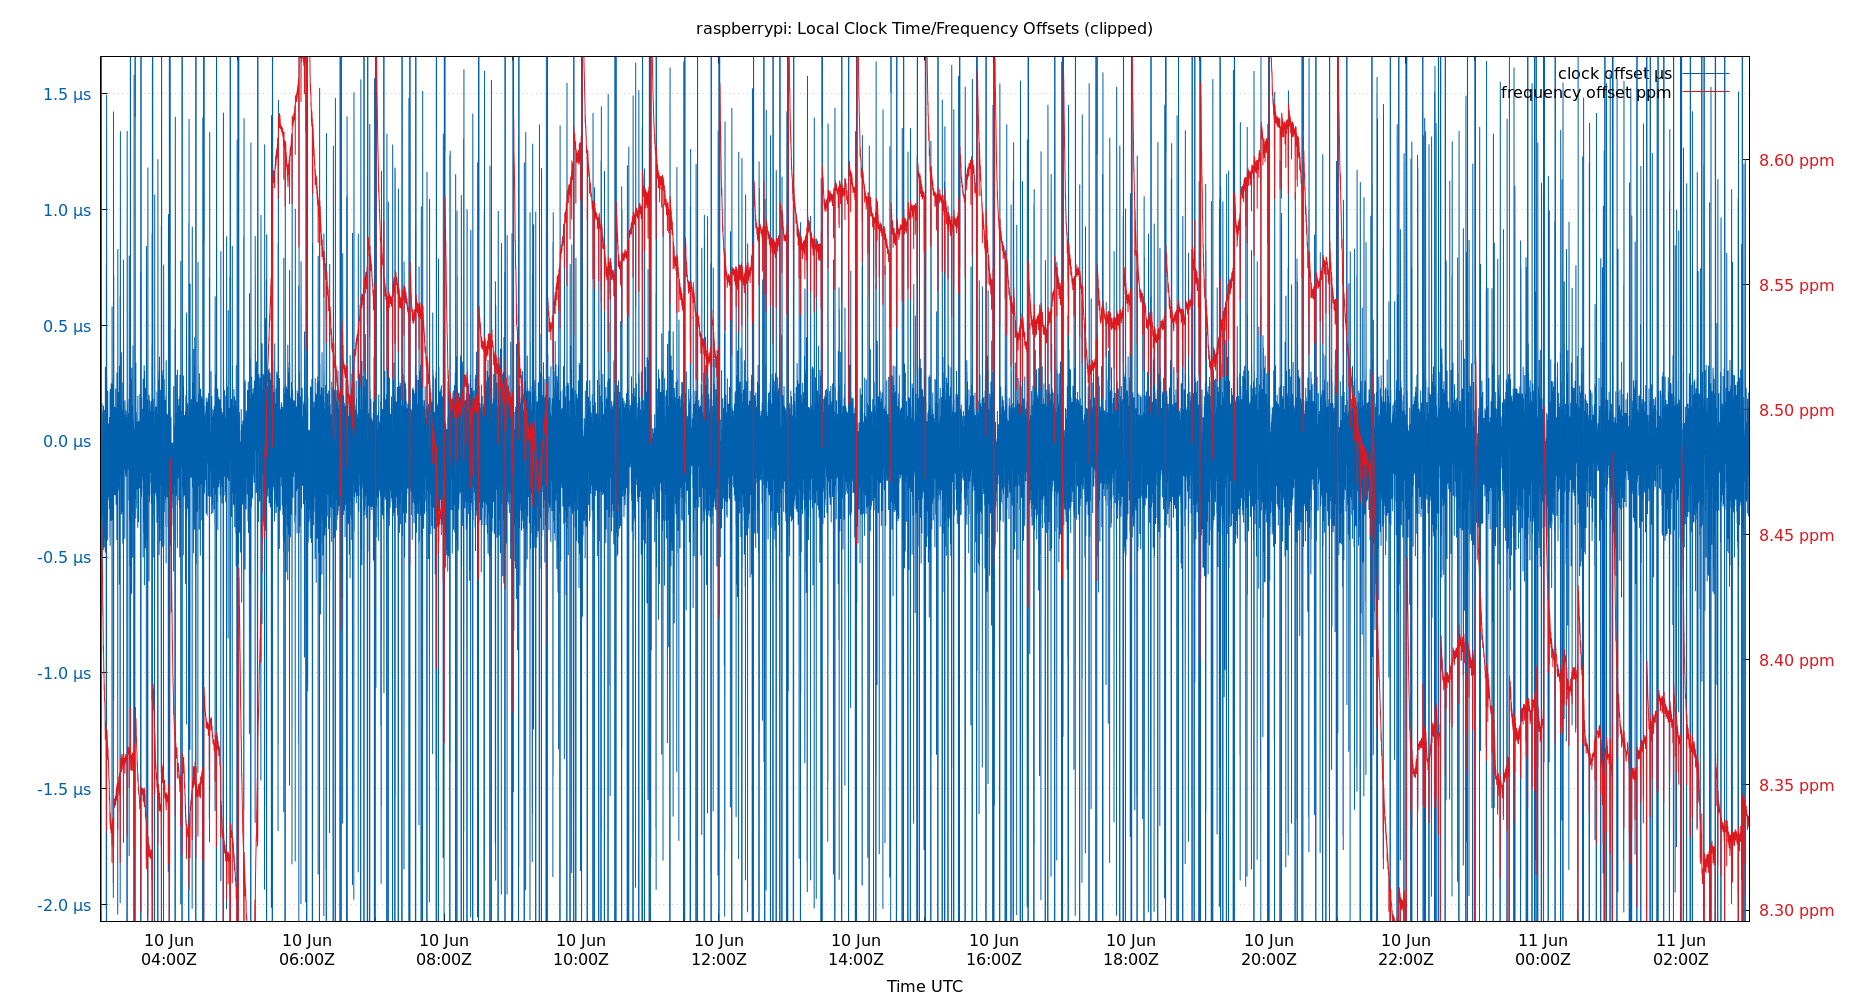 raspberrypi: Local Clock Time/Frequency Offsets (clipped)
clock offset µs
frequency offset ppm
1.5 µs
1.0 µs
0.5 µs
0.0 µs
-0.5 µs
-1.0 µs
-1.5 µs
-2.0 µs
8.60 ppm
8.55 ppm
8.50 ppm
8.45 ppm
8.40 ppm
8.35 ppm
8.30 ppm
10 Jun 10 Jun 10 Jun 10 Jun 10 Jun 10 Jun 10 Jun 10 Jun 10 Jun 10 Jun 11 Jun 11 Jun
04:00Z 06:00Z 08:00Z 10:00Z 12:00Z 14:00Z 16:00Z 18:00Z 20:00Z 22:00Z 00:00Z 02:00Z
Time UTC